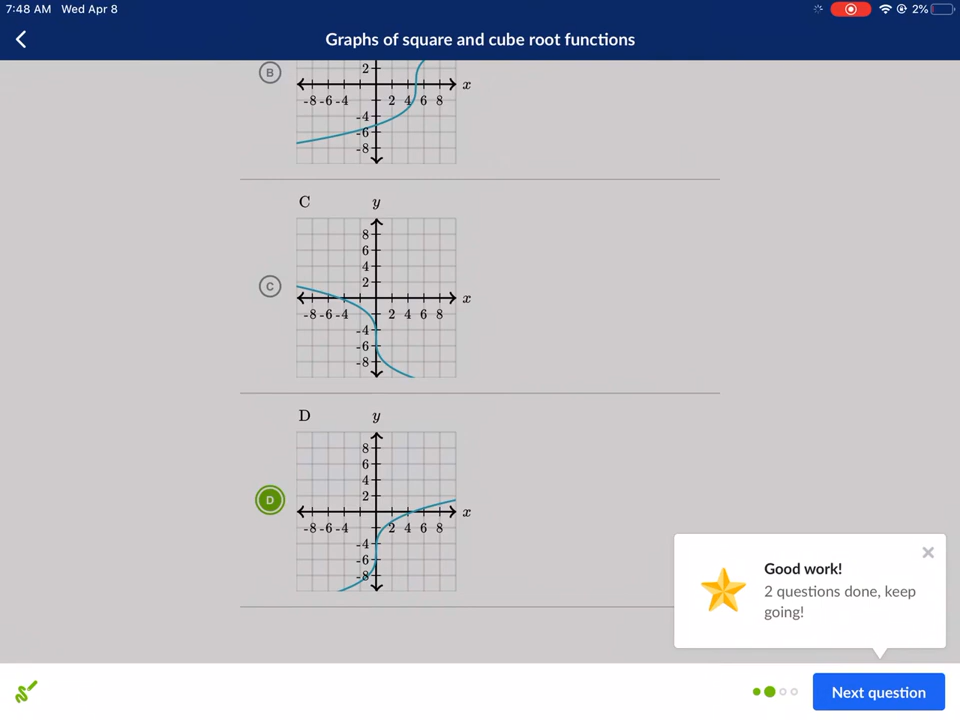 7:48 AM Wed Apr 8 2%
Graphs of square and cube root functions
B
2
x
-8 -6 -4 2 4 6 8
-4
-6
-8
C y
8
6
4
2
C
x
-8 -6 -4 2 4 6 8
-4
-6
-8
D y
8
6
4
2
D
x
-8 -6 -4 2 4 6 8
-4
-6
-8
Good work!
2 questions done, keep
going!
Next question